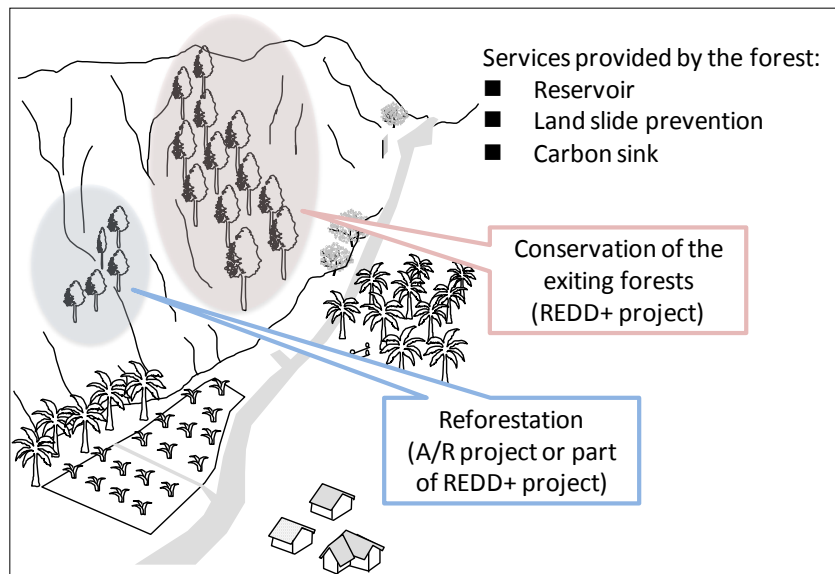 Services provided by the forest:
■ Reservoir
■ Land slide prevention
■ Carbon sink
Conservation of the
exiting forests
(REDD+ project)
Reforestation
(A/R project or part
of REDD+ project)